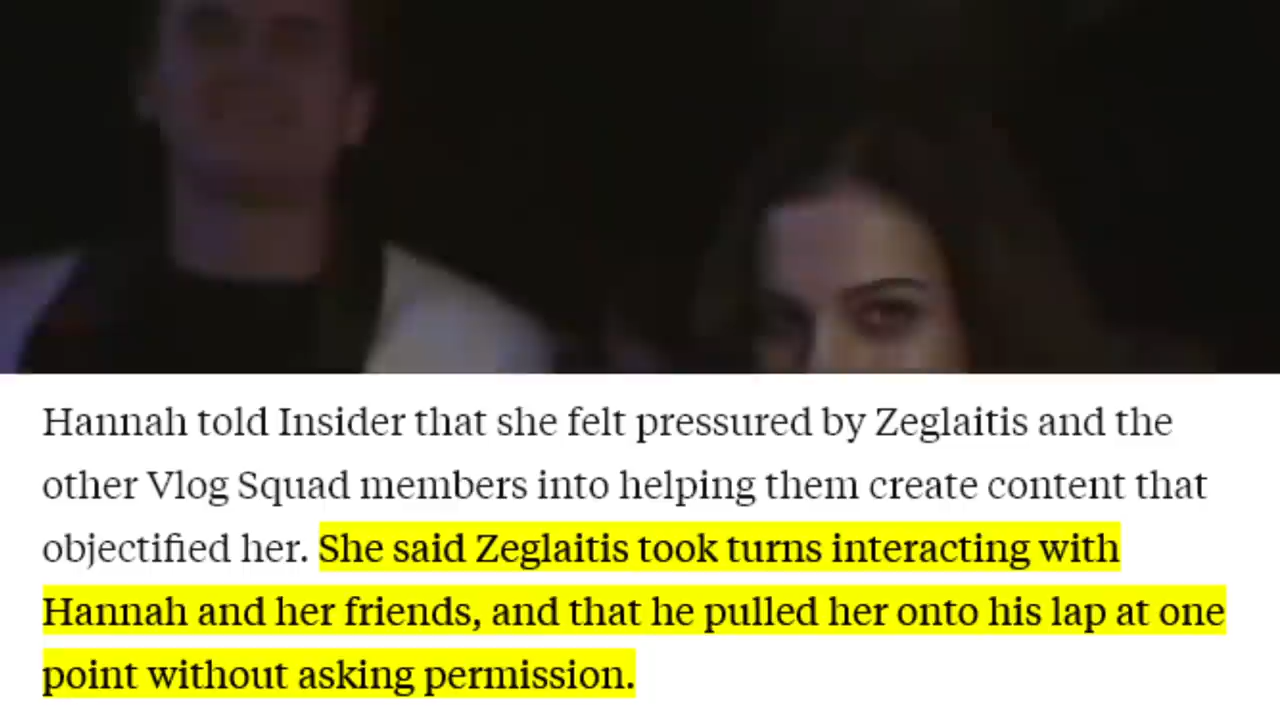 Hannah told Insider that she felt pressured by Zeglaitis and the
other Vlog Squad members into helping them create content that
objectified her. She said Zeglaitis took turns interacting with
Hannah and her friends, and that he pulled her onto his lap at one
point without asking permission.